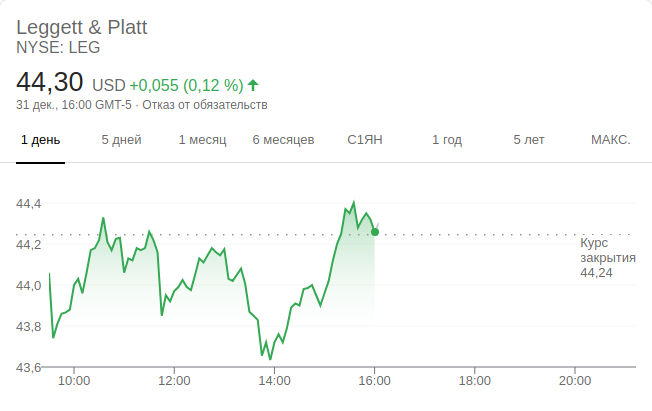 Leggett & Platt
NYSE: LEG
44,30 USD +0,055 (0,12 %)
31 дек., 16:00 GMT-5 · Отказ от обязательств
1 день 5 дней 1 месяц 6 месяцев С1ЯН 1 год 5 лет МАКС.
44,4
44,2
Курс
закрытия
44,24
44,0
43,8
43,6
10:00 12:00 14:00 16:00 18:00 20:00